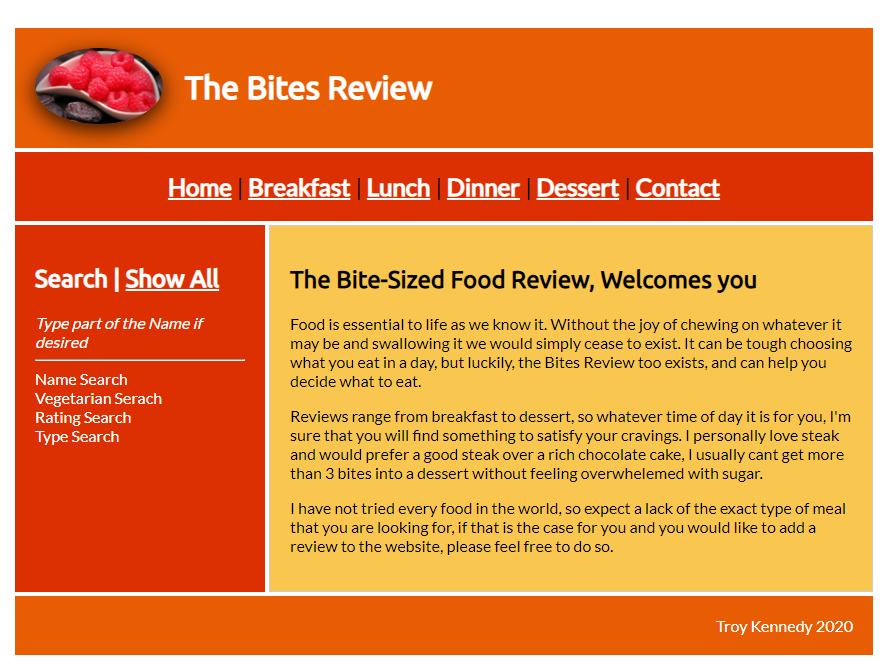 The Bites Review
Home | Breakfast | Lunch | Dinner | Dessert | Contact
Search | Show All
Type part of the Name if
desired
Name Search
Vegetarian Serach
Rating Search
Type Search
The Bite-Sized Food Review, Welcomes you
Food is essential to life as we know it. Without the joy of chewing on whatever it
may be and swallowing it we would simply cease to exist. It can be tough choosing
what you eat in a day, but luckily, the Bites Review too exists, and can help you
decide what to eat.
Reviews range from breakfast to dessert, so whatever time of day it is for you, I'm
sure that you will find something to satisfy your cravings. I personally love steak
and would prefer a good steak over a rich chocolate cake, I usually cant get more
than 3 bites into a dessert without feeling overwhelemed with sugar.
I have not tried every food in the world, so expect a lack of the exact type of meal
that you are looking for, if that is the case for you and you would like to add a
review to the website, please feel free to do so.
Troy Kennedy 2020